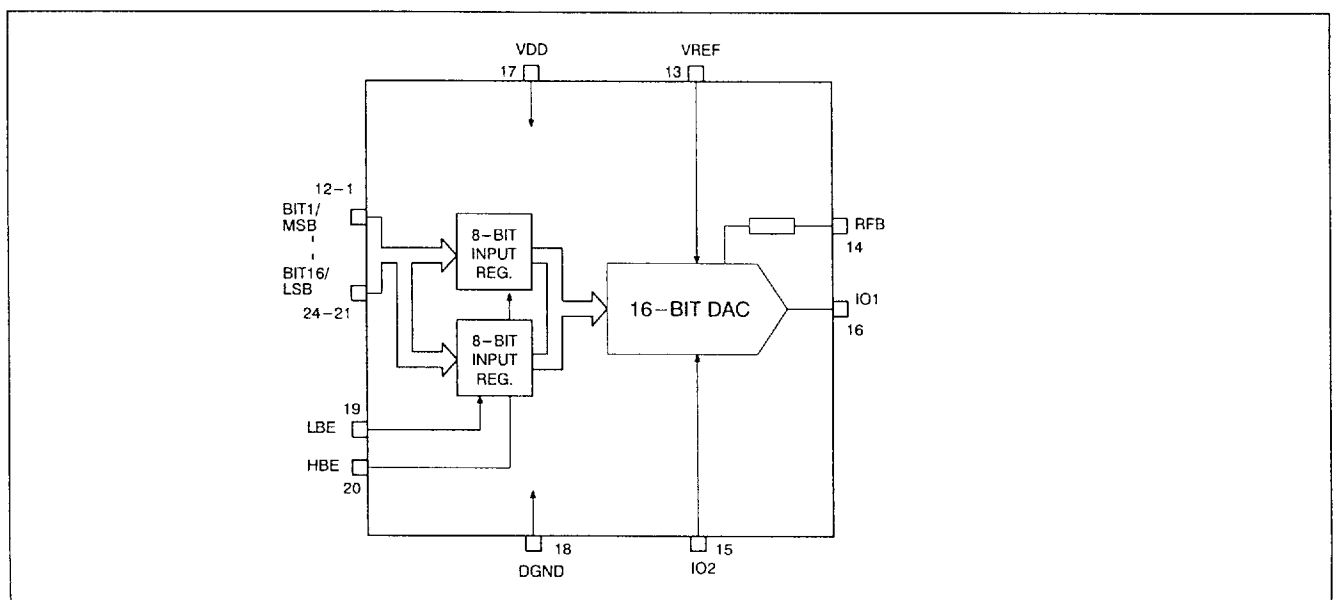 VDD
17
VREF
13
12-1
BIT1/
MSB
BIT16/
LSB
24-21
8-BIT
INPUT
REG.
8-BIT
INPUT
REG.
16-BIT DAC
RFB
14
IO1
16
19
LBE
HBE
20
18
DGND
15
IO2